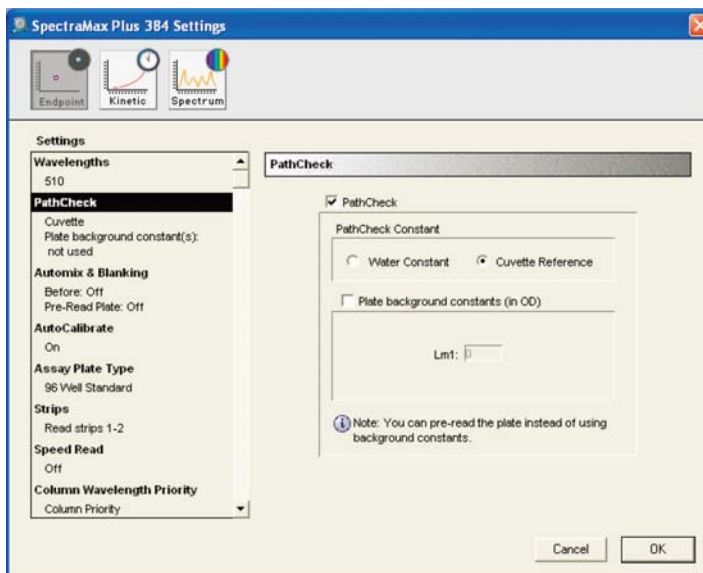 SpectraMax Plus 384 Settings
Endpoint
Kinetic
Spectrum
Settings
Wavelengths
510
PathCheck
Cuvette
Plate background constant(s):
not used
Automix & Blanking
Before: Off
Pre-Read Plate: Off
AutoCalibrate
On
Assay Plate Type
96 Well Standard
Strips
Read strips 1-2
Speed Read
Off
Column Wavelength Priority
Column Priority
PathCheck
PathCheck
PathCheck Constant
Water Constant
Cuvette Reference
Plate background constants (in OD)
Lm1: 0
Note: You can pre-read the plate instead of using
background constants.
Cancel
OK